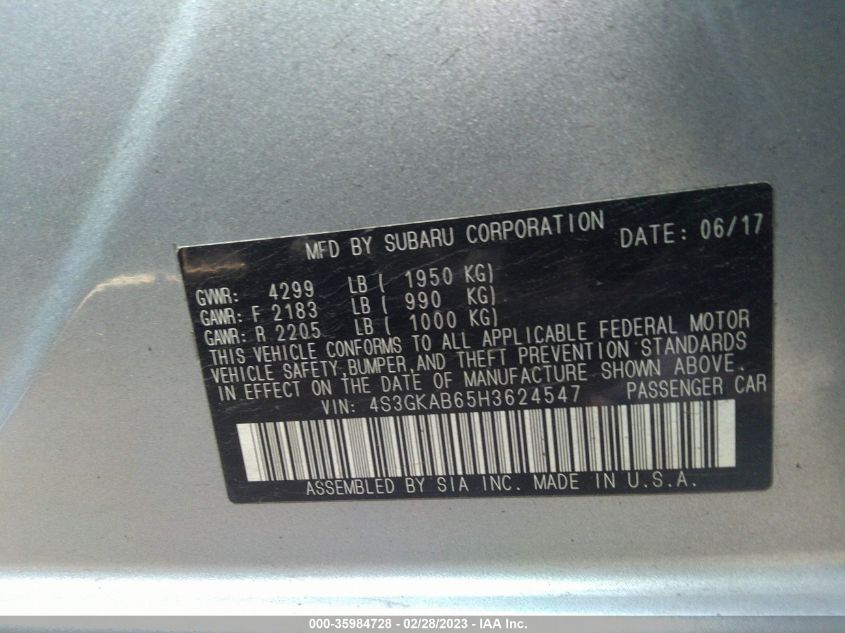 MFD BY SUBARU CORPORATION DATE: 06/17
GVWR: 4299 LB ( 1950 KG)
GAWR: F 2183 LB ( 990 KG)
GAWR: R 2205 LB ( 1000 KG)
THIS VEHICLE CONFORMS TO ALL APPLICABLE FEDERAL MOTOR
VEHICLE SAFETY, BUMPER, AND THEFT PREVENTION STANDARDS
IN EFFECT ON THE DATE OF MANUFACTURE SHOWN ABOVE.
VIN: 4S3GKAB65H3624547 PASSENGER CAR
ASSEMBLED BY SIA INC. MADE IN U.S.A.
000-35984728 - 02/28/2023 - IAA Inc.